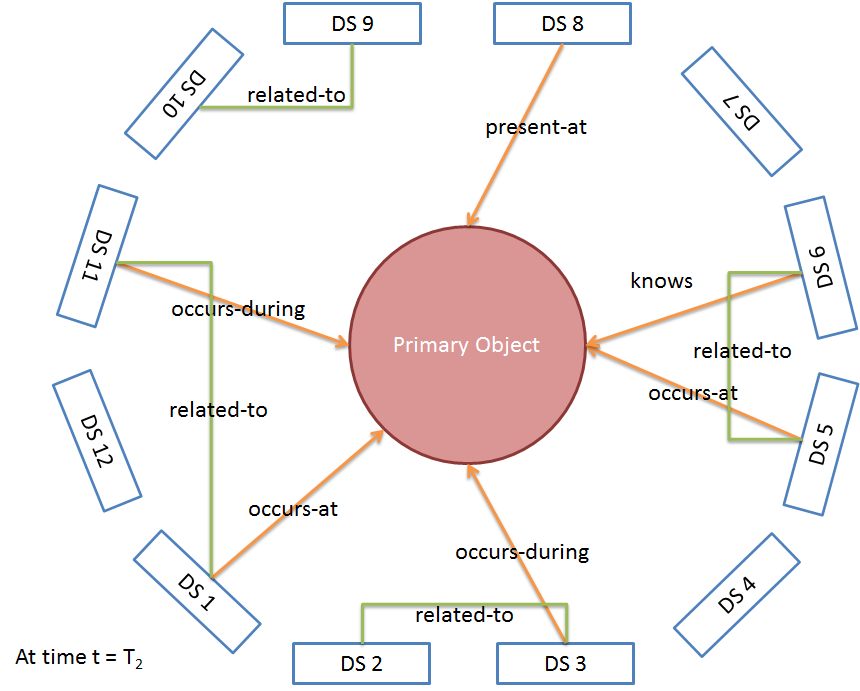 DS 9
DS 8
DS 10
related-to
DS 7
present-at
DS 11
DS 6
knows
occurs-during
Primary Object
related-to
occurs-at
related-to
DS 12
DS 5
occurs-at
occurs-during
DS 1
DS 4
related-to
At time t = T₂
DS 2
DS 3